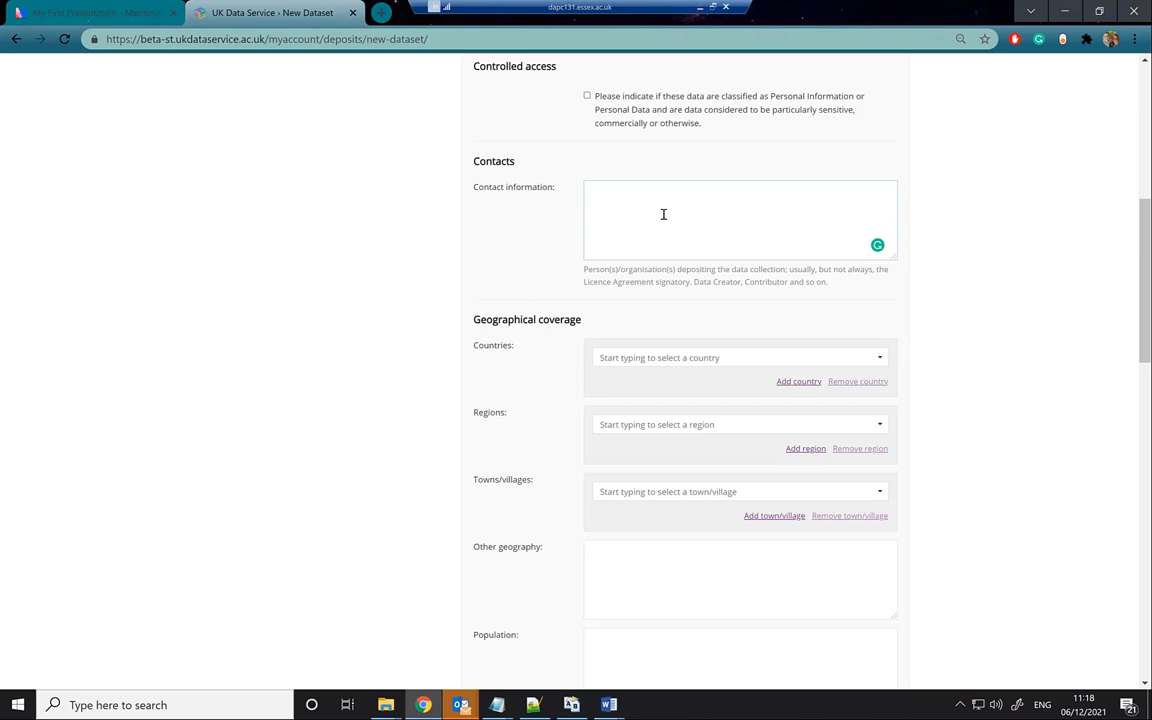 dapc131.essex.ac.uk
My First Presentation - Mentim
UK Data Service › New Dataset
https://beta-st.ukdataservice.ac.uk/myaccount/deposits/new-dataset/
Controlled access
Please indicate if these data are classified as Personal Information or
Personal Data and are data considered to be particularly sensitive,
commercially or otherwise.
Contacts
Contact information:
Person(s)/organisation(s) depositing the data collection; usually, but not always, the
Licence Agreement signatory. Data Creator, Contributor and so on.
Geographical coverage
Countries:
Start typing to select a country
Add country Remove country
Regions:
Start typing to select a region
Add region Remove region
Towns/villages:
Start typing to select a town/village
Add town/village Remove town/village
Other geography:
Population:
Type here to search
ENG
11:18
06/12/2021
21